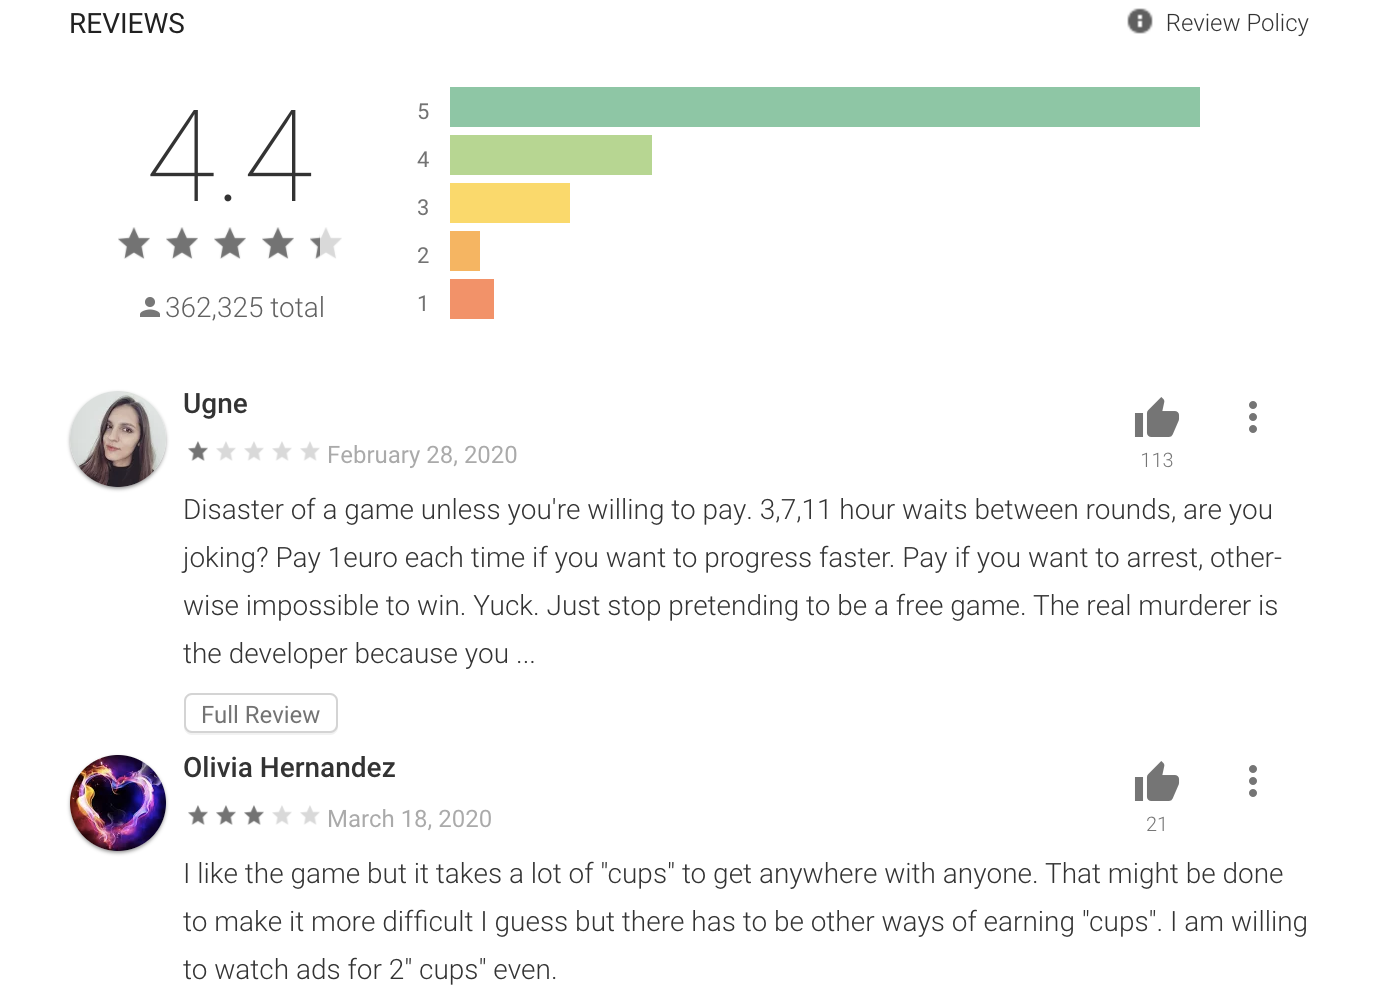 REVIEWS
Review Policy
4.4
362,325 total
5
4
3
2
1
Ugne
February 28, 2020
113
Disaster of a game unless you're willing to pay. 3,7,11 hour waits between rounds, are you
joking? Pay 1euro each time if you want to progress faster. Pay if you want to arrest, other-
wise impossible to win. Yuck. Just stop pretending to be a free game. The real murderer is
the developer because you ...
Full Review
Olivia Hernandez
March 18, 2020
21
I like the game but it takes a lot of "cups" to get anywhere with anyone. That might be done
to make it more difficult I guess but there has to be other ways of earning "cups". I am willing
to watch ads for 2" cups" even.